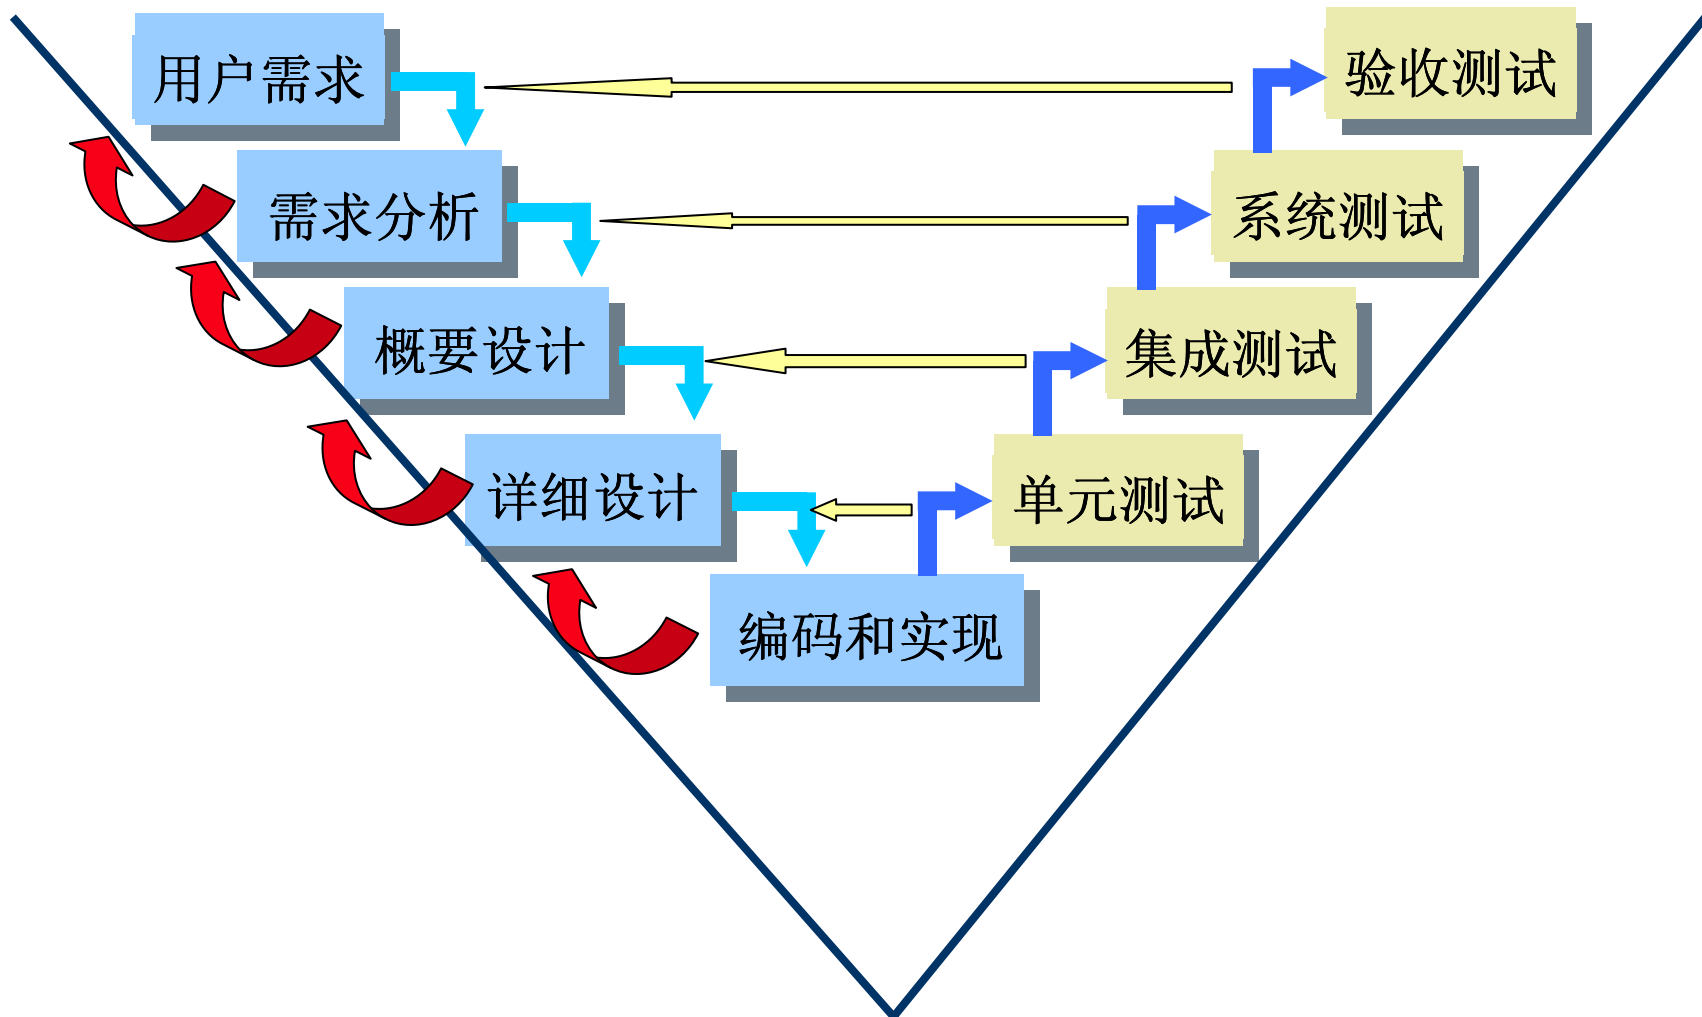 用户需求
验收测试
需求分析
系统测试
概要设计
集成测试
详细设计
单元测试
编码和实现